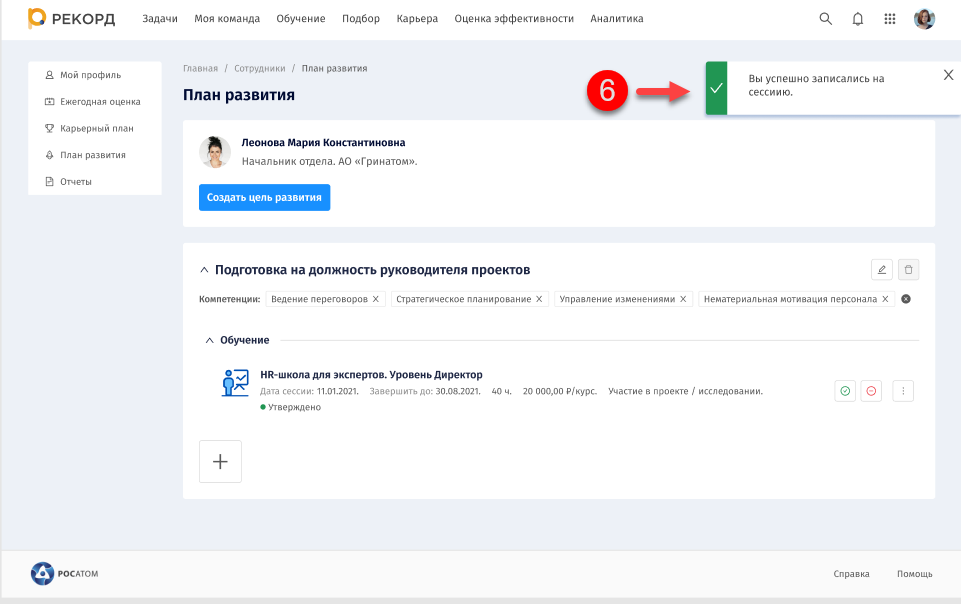 РЕКОРД
Задачи Моя команда Обучение Подбор Карьера Оценка эффективности Аналитика
Мой профиль
Ежегодная оценка
Карьерный план
План развития
Отчеты
Главная / Сотрудники / План развития
План развития
6
Вы успешно записались на
сессиию.
Леонова Мария Константиновна
Начальник отдела. АО «Гринатом».
Создать цель развития
Подготовка на должность руководителя проектов
Компетенции: Ведение переговоров Стратегическое планирование Управление изменениями Нематериальная мотивация персонала
Обучение
HR-школа для экспертов. Уровень Директор
Дата сессии: 11.01.2021. Завершить до: 30.08.2021. 40 ч. 20 000,00 ₽/курс. Участие в проекте / исследовании.
Утверждено
РОСАТОМ
Справка Помощь